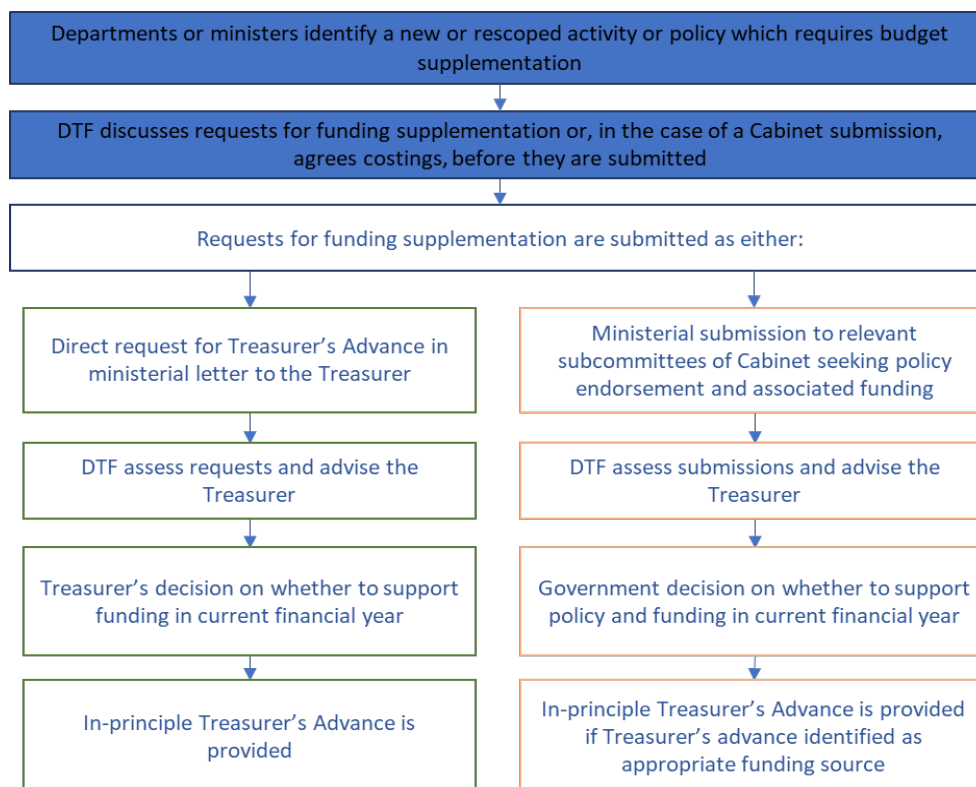 Departments or ministers identify a new or rescoped activity or policy which requires budget
supplementation
DTF discusses requests for funding supplementation or, in the case of a Cabinet submission,
agrees costings, before they are submitted
Requests for funding supplementation are submitted as either:
Direct request for Treasurer's Advance in
ministerial letter to the Treasurer
DTF assess requests and advise the
Treasurer
Treasurer's decision on whether to support
funding in current financial year
In-principle Treasurer's Advance is
provided
Ministerial submission to relevant
subcommittees of Cabinet seeking policy
endorsement and associated funding
DTF assess submissions and advise the
Treasurer
Government decision on whether to support
policy and funding in current financial year
In-principle Treasurer's Advance is provided
if Treasurer's advance identified as
appropriate funding source